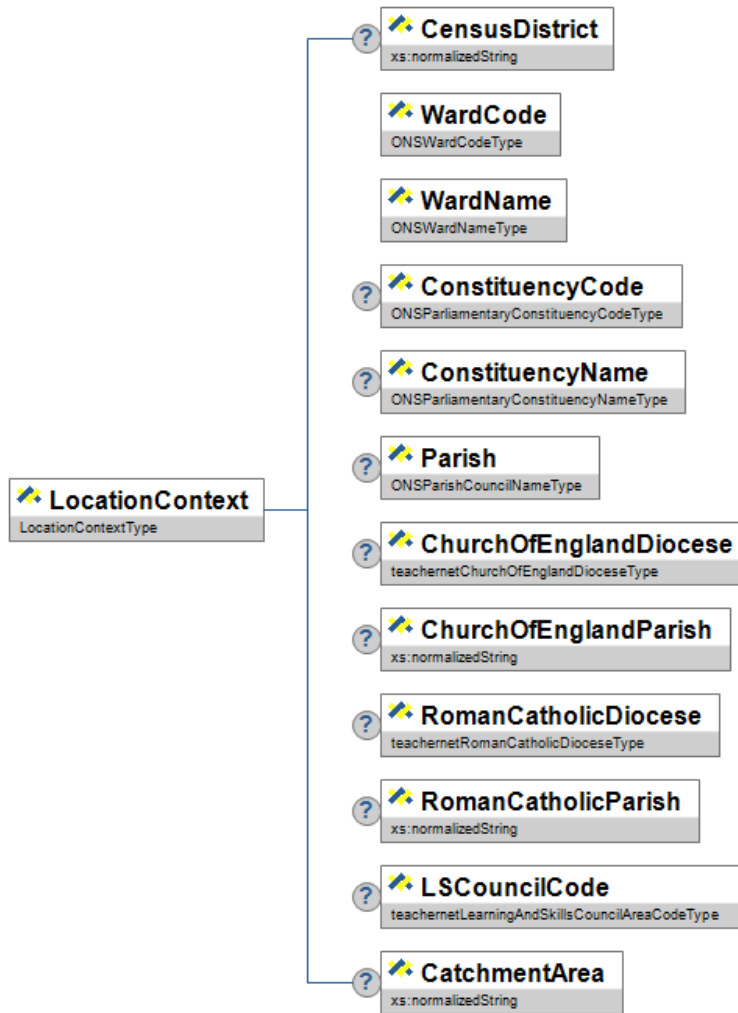 ?
CensusDistrict
xs:normalizedString
WardCode
ONSWardCodeType
WardName
ONSWardNameType
?
ConstituencyCode
ONSParliamentaryConstituencyCodeType
?
ConstituencyName
ONSParliamentaryConstituencyNameType
?
Parish
ONSParishCouncilNameType
LocationContext
LocationContextType
?
ChurchOfEnglandDiocese
teachernetChurchOfEnglandDioceseType
?
ChurchOfEnglandParish
xs:normalizedString
?
RomanCatholicDiocese
teachernetRomanCatholicDioceseType
?
RomanCatholicParish
xs:normalizedString
?
LSCouncilCode
teachernetLearningAndSkillsCouncilAreaCodeType
?
CatchmentArea
xs:normalizedString